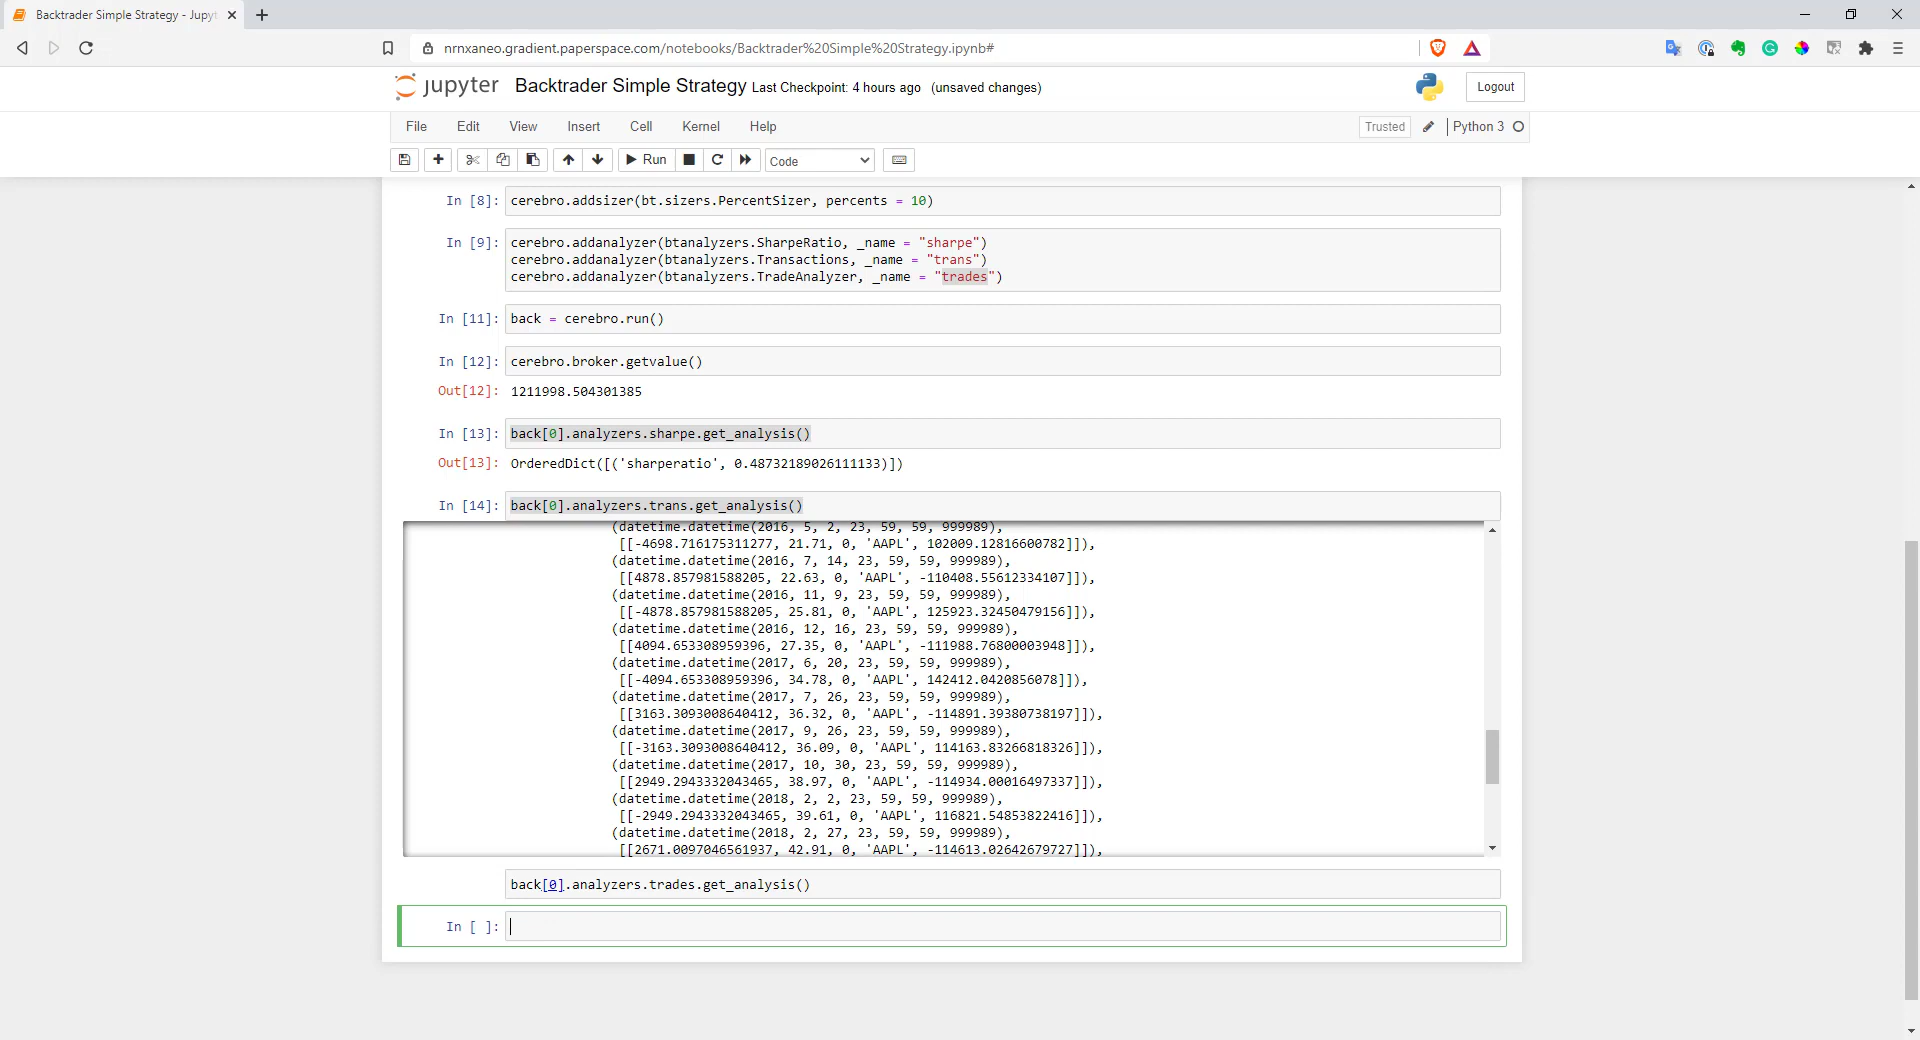 Backtrader Simple Strategy - Jupyt
nrnxaneo.gradient.paperspace.com/notebooks/Backtrader%20Simple%20Strategy.ipynb#
jupyter Backtrader Simple Strategy Last Checkpoint: 4 hours ago (unsaved changes)
Logout
File Edit View Insert Cell Kernel Help
Trusted Python 3
Run Code
In [8]: cerebro.addsizer(bt.sizers.PercentSizer, percents = 10)
In [9]: cerebro.addanalyzer(btanalyzers.SharpeRatio, _name = "sharpe")
cerebro.addanalyzer(btanalyzers.Transactions, _name = "trans")
cerebro.addanalyzer(btanalyzers.TradeAnalyzer, _name = "trades")
In [11]: back = cerebro.run()
In [12]: cerebro.broker.getvalue()
Out[12]: 1211998.504301385
In [13]: back[0].analyzers.sharpe.get_analysis()
Out[13]: OrderedDict([('sharperatio', 0.48732189026111133)])
In [14]: back[0].analyzers.trans.get_analysis()
(datetime.datetime(2016, 5, 2, 23, 59, 59, 999989),
[[-4698.716175311277, 21.71, 0, 'AAPL', 102009.12816600782]]),
(datetime.datetime(2016, 7, 14, 23, 59, 59, 999989),
[[4878.857981588205, 22.63, 0, 'AAPL', -110408.55612334107]]),
(datetime.datetime(2016, 11, 9, 23, 59, 59, 999989),
[[-4878.857981588205, 25.81, 0, 'AAPL', 125923.32450479156]]),
(datetime.datetime(2016, 12, 16, 23, 59, 59, 999989),
[[4094.653308959396, 27.35, 0, 'AAPL', -111988.76800003948]]),
(datetime.datetime(2017, 6, 20, 23, 59, 59, 999989),
[[-4094.653308959396, 34.78, 0, 'AAPL', 142412.0420856078]]),
(datetime.datetime(2017, 7, 26, 23, 59, 59, 999989),
[[3163.3093008640412, 36.32, 0, 'AAPL', -114891.39380738197]]),
(datetime.datetime(2017, 9, 26, 23, 59, 59, 999989),
[[-3163.3093008640412, 36.09, 0, 'AAPL', 114163.83266818326]]),
(datetime.datetime(2017, 10, 30, 23, 59, 59, 999989),
[[2949.2943332043465, 38.97, 0, 'AAPL', -114934.00016497337]]),
(datetime.datetime(2018, 2, 2, 23, 59, 59, 999989),
[[-2949.2943332043465, 39.61, 0, 'AAPL', 116821.54853822416]]),
(datetime.datetime(2018, 2, 27, 23, 59, 59, 999989),
[[2671.0097046561937, 42.91, 0, 'AAPL', -114613.02642679727]]),
back[0].analyzers.trades.get_analysis()
In [ ]: